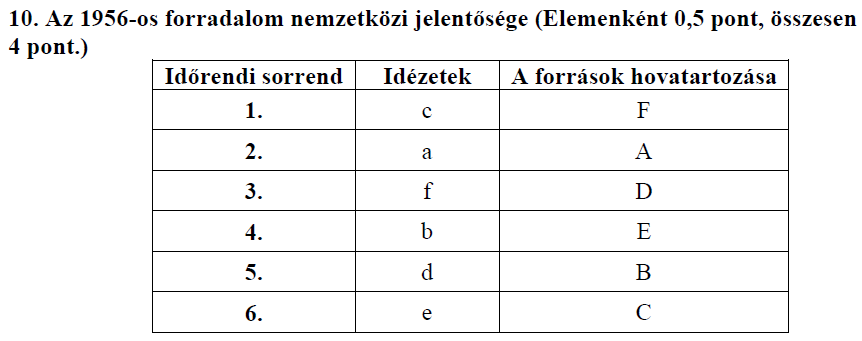 10. Az 1956-os forradalom nemzetközi jelentősége (Elemenként 0,5 pont, összesen
4 pont.)
Időrendi sorrend Idézetek A források hovatartozása
1. c F
2. a A
3. f D
4. b E
5. d B
6. e C